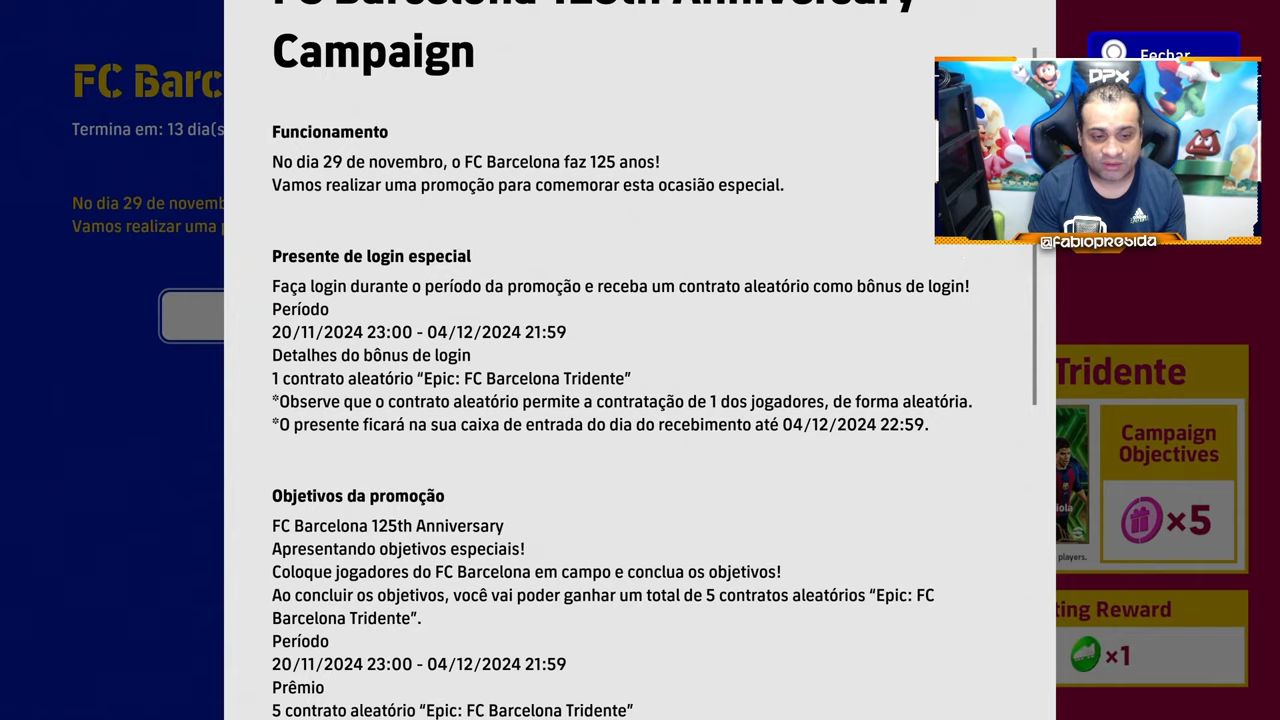 FC Barcelona 125th Anniversary
Campaign
Fechar
DPX
@fabiopresida
FC Barc
Termina em: 13 dia(s
No dia 29 de novemb
Vamos realizar uma p
Funcionamento
No dia 29 de novembro, o FC Barcelona faz 125 anos!
Vamos realizar uma promoção para comemorar esta ocasião especial.
Presente de login especial
Faça login durante o período da promoção e receba um contrato aleatório como bônus de login!
Período
20/11/2024 23:00 - 04/12/2024 21:59
Detalhes do bônus de login
1 contrato aleatório “Epic: FC Barcelona Tridente”
*Observe que o contrato aleatório permite a contratação de 1 dos jogadores, de forma aleatória.
*O presente ficará na sua caixa de entrada do dia do recebimento até 04/12/2024 22:59.
Objetivos da promoção
FC Barcelona 125th Anniversary
Apresentando objetivos especiais!
Coloque jogadores do FC Barcelona em campo e conclua os objetivos!
Ao concluir os objetivos, você vai poder ganhar um total de 5 contratos aleatórios “Epic: FC
Barcelona Tridente”.
Período
20/11/2024 23:00 - 04/12/2024 21:59
Prêmio
5 contrato aleatório “Epic: FC Barcelona Tridente”
Tridente
Campaign
Objectives
×5
iola
players.
ting Reward
×1